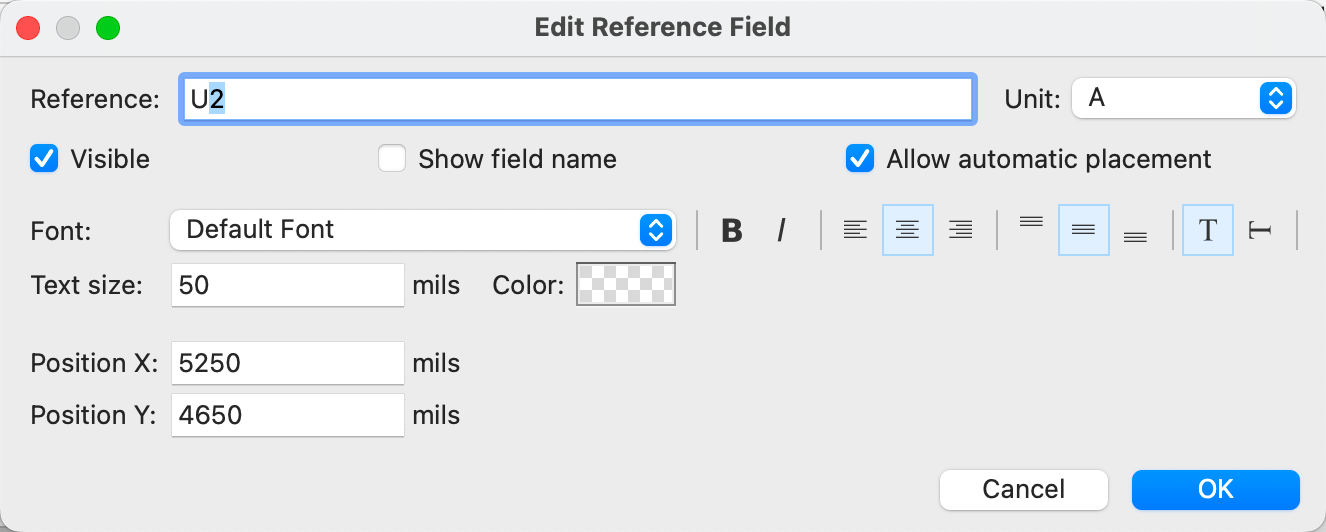 Edit Reference Field
Reference: U2 Unit: A
Visible Show field name Allow automatic placement
Font: Default Font B I T T
Text size: 50 mils Color:
Position X: 5250 mils
Position Y: 4650 mils
Cancel OK